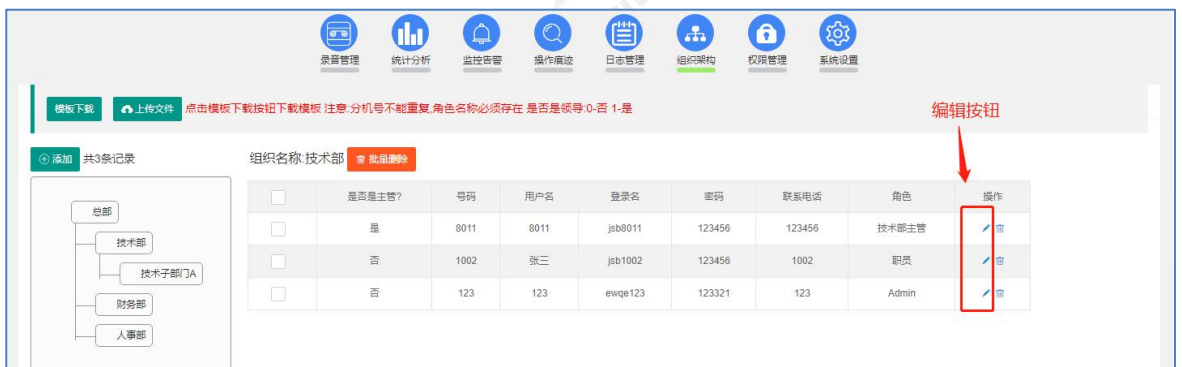 录音管理 统计分析 监控告警 操作痕迹 日志管理 组织架构 权限管理 系统设置
模板下载 上传文件 点击模板下载按钮下载模板 注意:分机号不能重复,角色名称必须存在 是否是领导:0-否 1-是
编辑按钮
添加 共3条记录
组织名称:技术部 批量删除
是否是主管? 号码 用户名 登录名 密码 联系电话 角色 操作
是 8011 8011 jsb8011 123456 123456 技术部主管
否 1002 张三 jsb1002 123456 1002 职员
否 123 123 ewqe123 123321 123 Admin
总部
技术部
技术子部门A
财务部
人事部